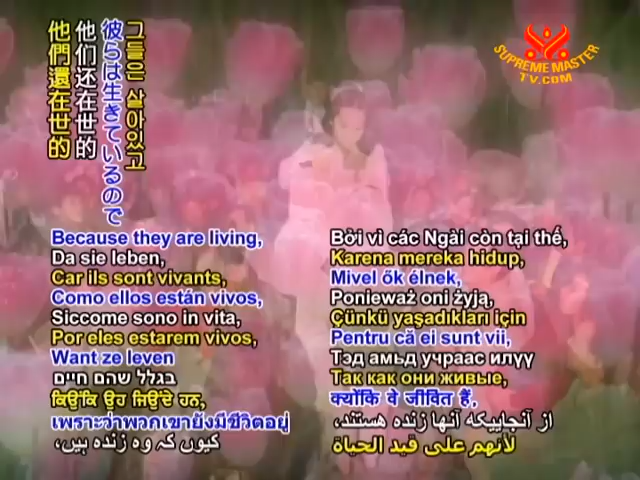 그들은 살아있고
彼らは生きているので
他们还在世的
他們還在世的
SUPREME MASTER
TV.COM
Because they are living,
Da sie leben,
Car ils sont vivants,
Como ellos están vivos,
Siccome sono in vita,
Por eles estarem vivos,
Want ze leven
בגלל שהם חיים
ਕਿਉਂਕਿ ਉਹ ਜਿਉਂਦੇ ਹਨ,
เพราะว่าพวกเขายังมีชีวิตอยู่
کیوں کہ وہ زندہ ہیں،
Bởi vì các Ngài còn tại thế,
Karena mereka hidup,
Mivel ők élnek,
Ponieważ oni żyją,
Çünkü yaşadıkları için
Pentru că ei sunt vii,
Тэд амьд учраас илүү
Так как они живые,
क्योंकि वे जीवित हैं,
از آنجاییکه آنها زنده هستند،
لأنهم على قيد الحياة